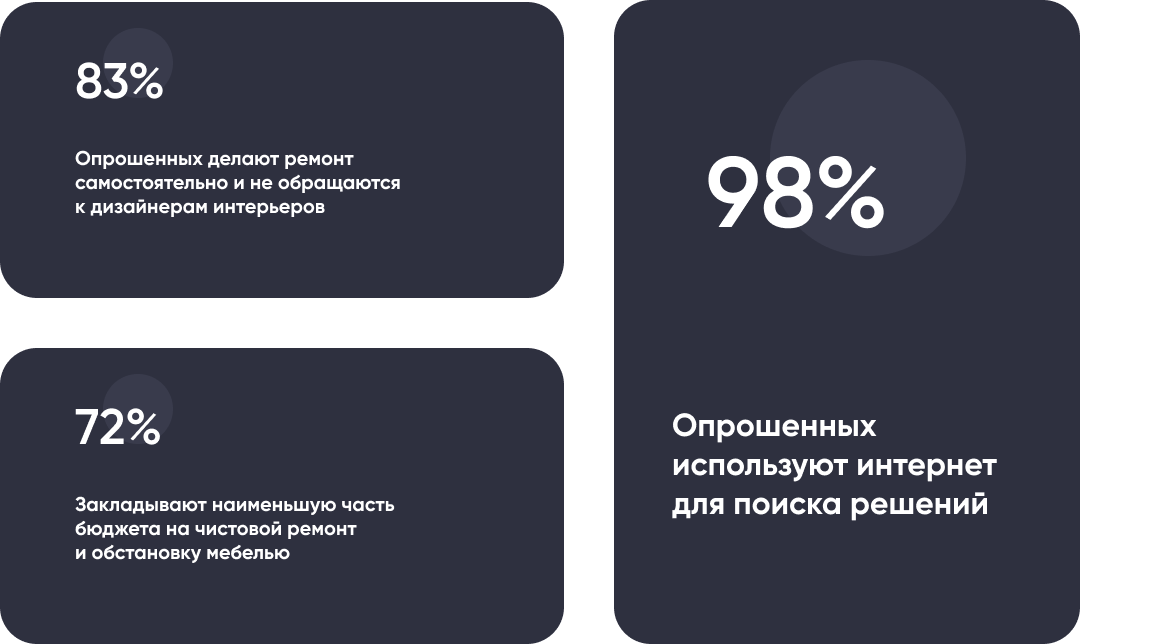 83%
Опрошенных делают ремонт
самостоятельно и не обращаются
к дизайнерам интерьеров
72%
Закладывают наименьшую часть
бюджета на чистовой ремонт
и обстановку мебелью
98%
Опрошенных
используют интернет
для поиска решений